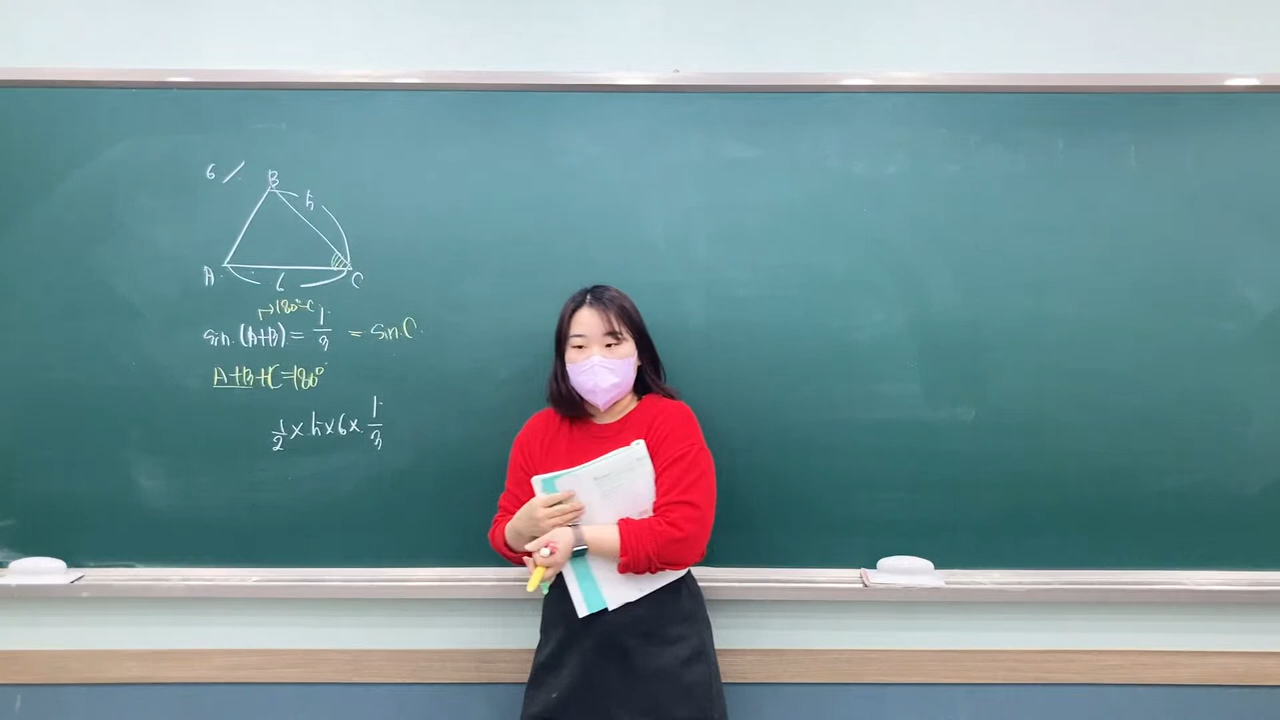 6
B
5
A
6
C
→180°-C
sin(A+B) = 1/3 = sin C
A+B+C=180°
1/2 × 5 × 6 × 1/3